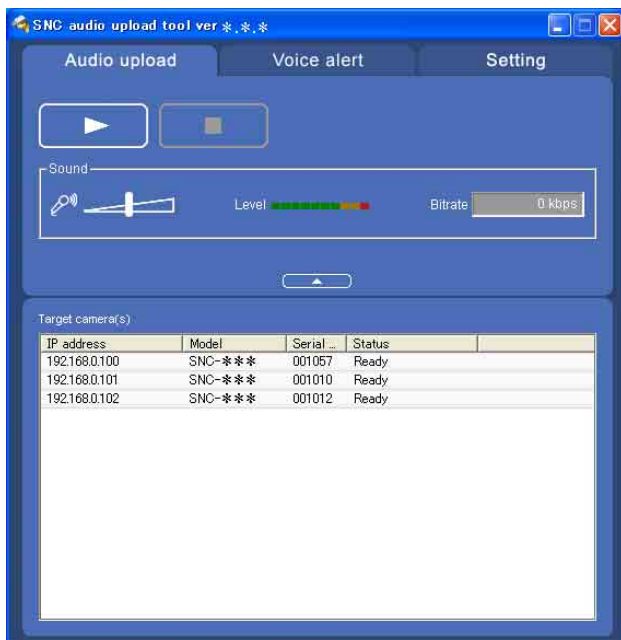 SNC audio upload tool ver *.*.*
Audio upload Voice alert Setting
Sound
Level Bitrate 0 kbps
Target camera(s)
IP address Model Serial ... Status
192.168.0.100 SNC-*** 001057 Ready
192.168.0.101 SNC-*** 001010 Ready
192.168.0.102 SNC-*** 001012 Ready